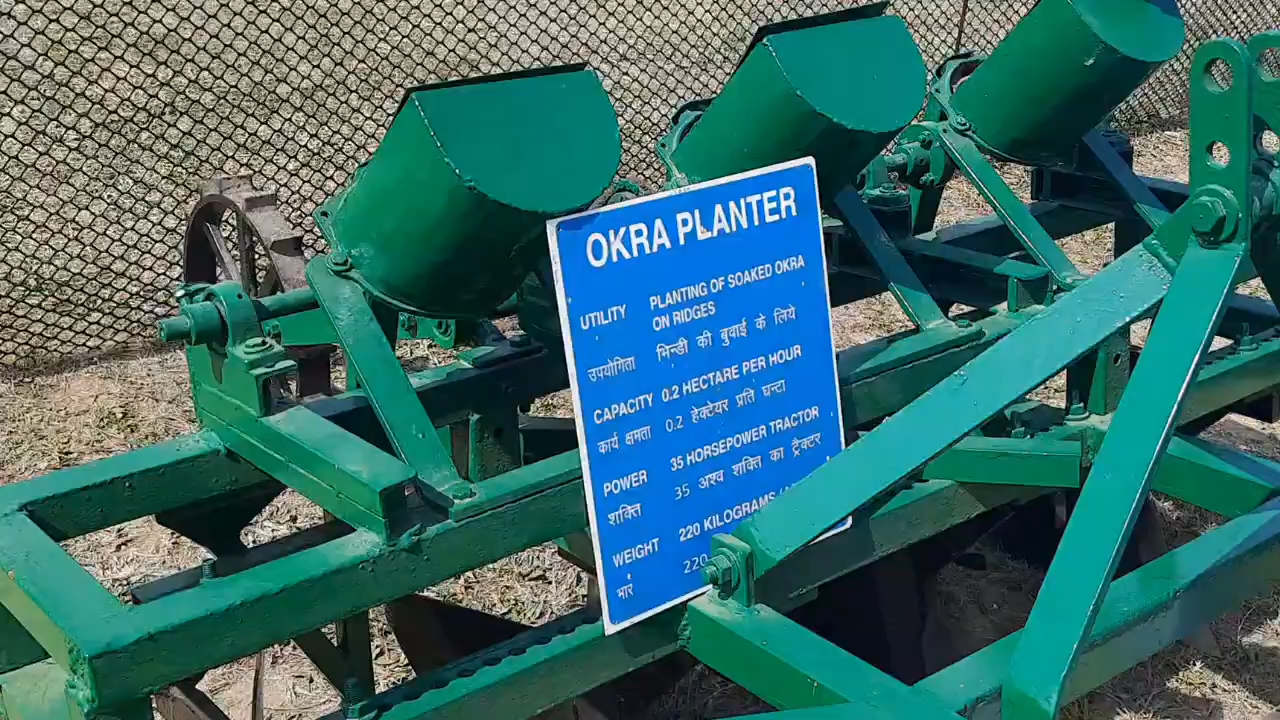 OKRA PLANTER
UTILITY PLANTING OF SOAKED OKRA
ON RIDGES
उपयोगिता भिन्डी की बुवाई के लिये
CAPACITY 0.2 HECTARE PER HOUR
कार्य क्षमता 0.2 हेक्टेयर प्रति घन्टा
POWER 35 HORSEPOWER TRACTOR
शक्ति 35 अश्व शक्ति का ट्रैक्टर
WEIGHT 220 KILOGRAMS
भार 220